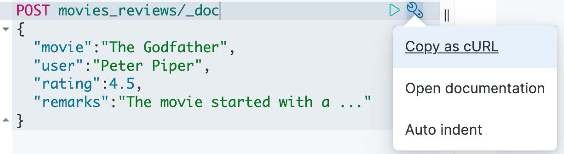 POST movies_reviews/_doc
{
"movie":"The Godfather",
"user":"Peter Piper",
"rating":4.5,
"remarks":"The movie started with a ..."
}
Copy as cURL
Open documentation
Auto indent